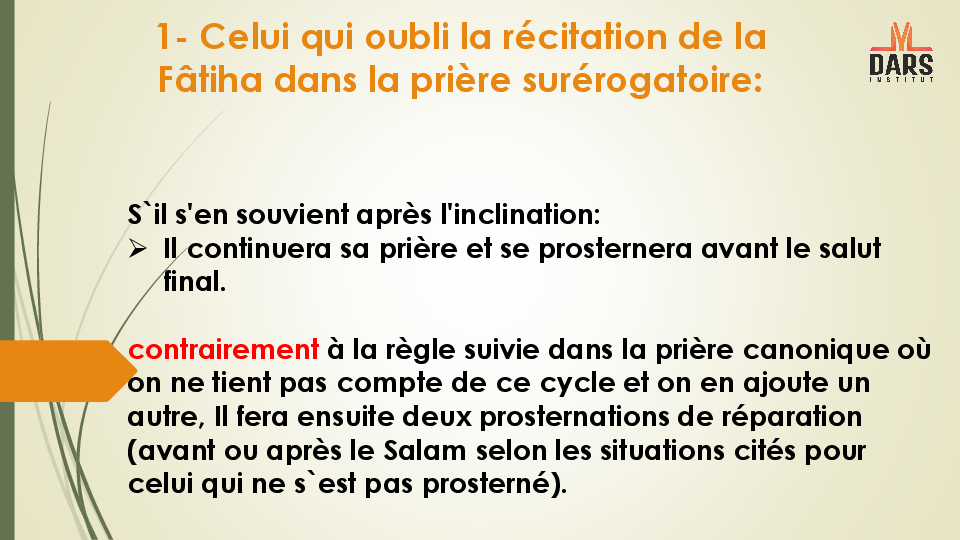 1- Celui qui oubli la récitation de la
Fâtiha dans la prière surérogatoire:
M
DARS
INSTITUT
S`il s'en souvient après l'inclination:
➢ Il continuera sa prière et se prosternera avant le salut
final.
contrairement à la règle suivie dans la prière canonique où
on ne tient pas compte de ce cycle et on en ajoute un
autre, Il fera ensuite deux prosternations de réparation
(avant ou après le Salam selon les situations cités pour
celui qui ne s`est pas prosterné).